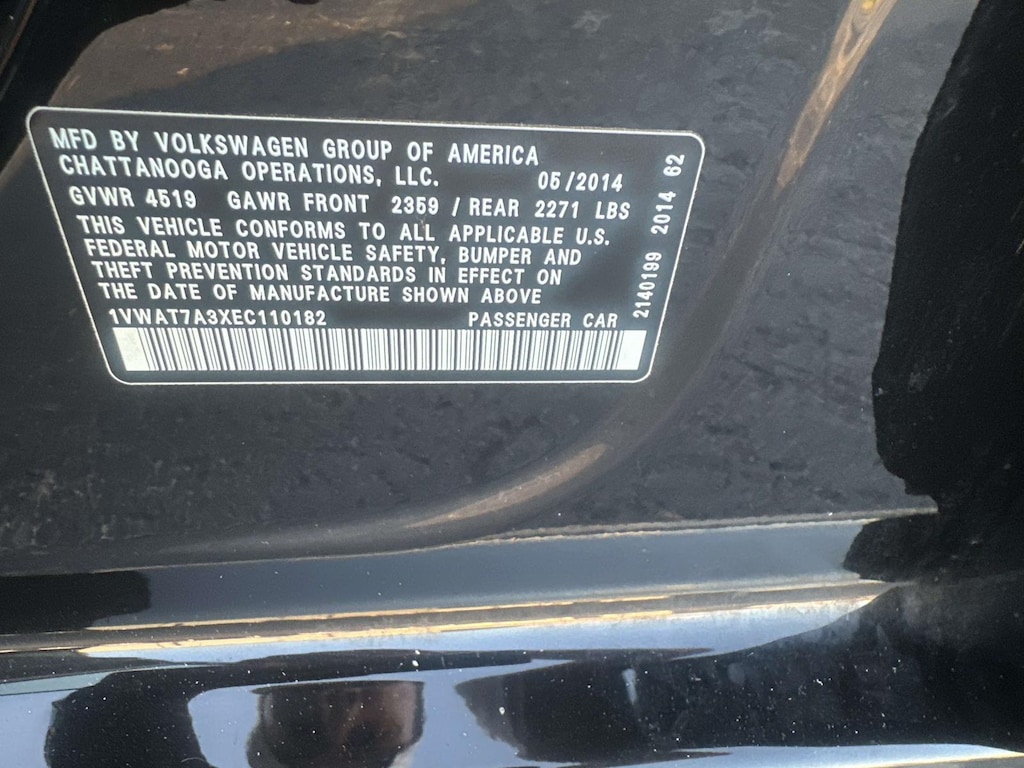 MFD BY VOLKSWAGEN GROUP OF AMERICA
CHATTANOOGA OPERATIONS, LLC. 05/2014
GVWR 4519 GAWR FRONT 2359 / REAR 2271 LBS
THIS VEHICLE CONFORMS TO ALL APPLICABLE U.S.
FEDERAL MOTOR VEHICLE SAFETY, BUMPER AND
THEFT PREVENTION STANDARDS IN EFFECT ON
THE DATE OF MANUFACTURE SHOWN ABOVE
1VWAT7A3XEC110182 PASSENGER CAR
2140199 2014 62